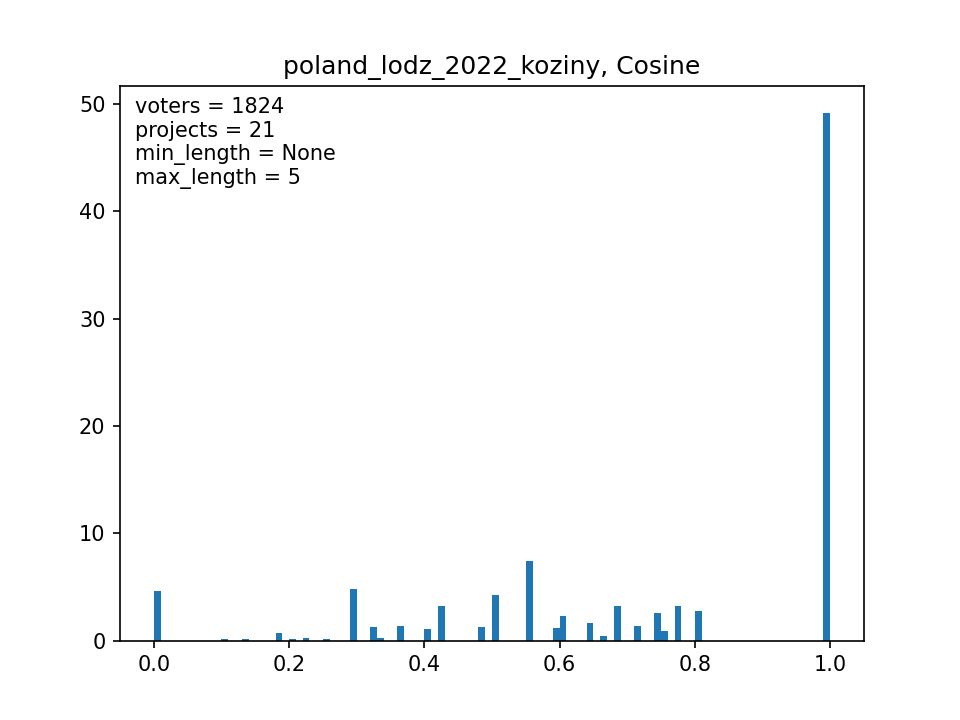 poland_lodz_2022_koziny, Cosine
voters = 1824
projects = 21
min_length = None
max_length = 5
50
40
30
20
10
0
0.0 0.2 0.4 0.6 0.8 1.0